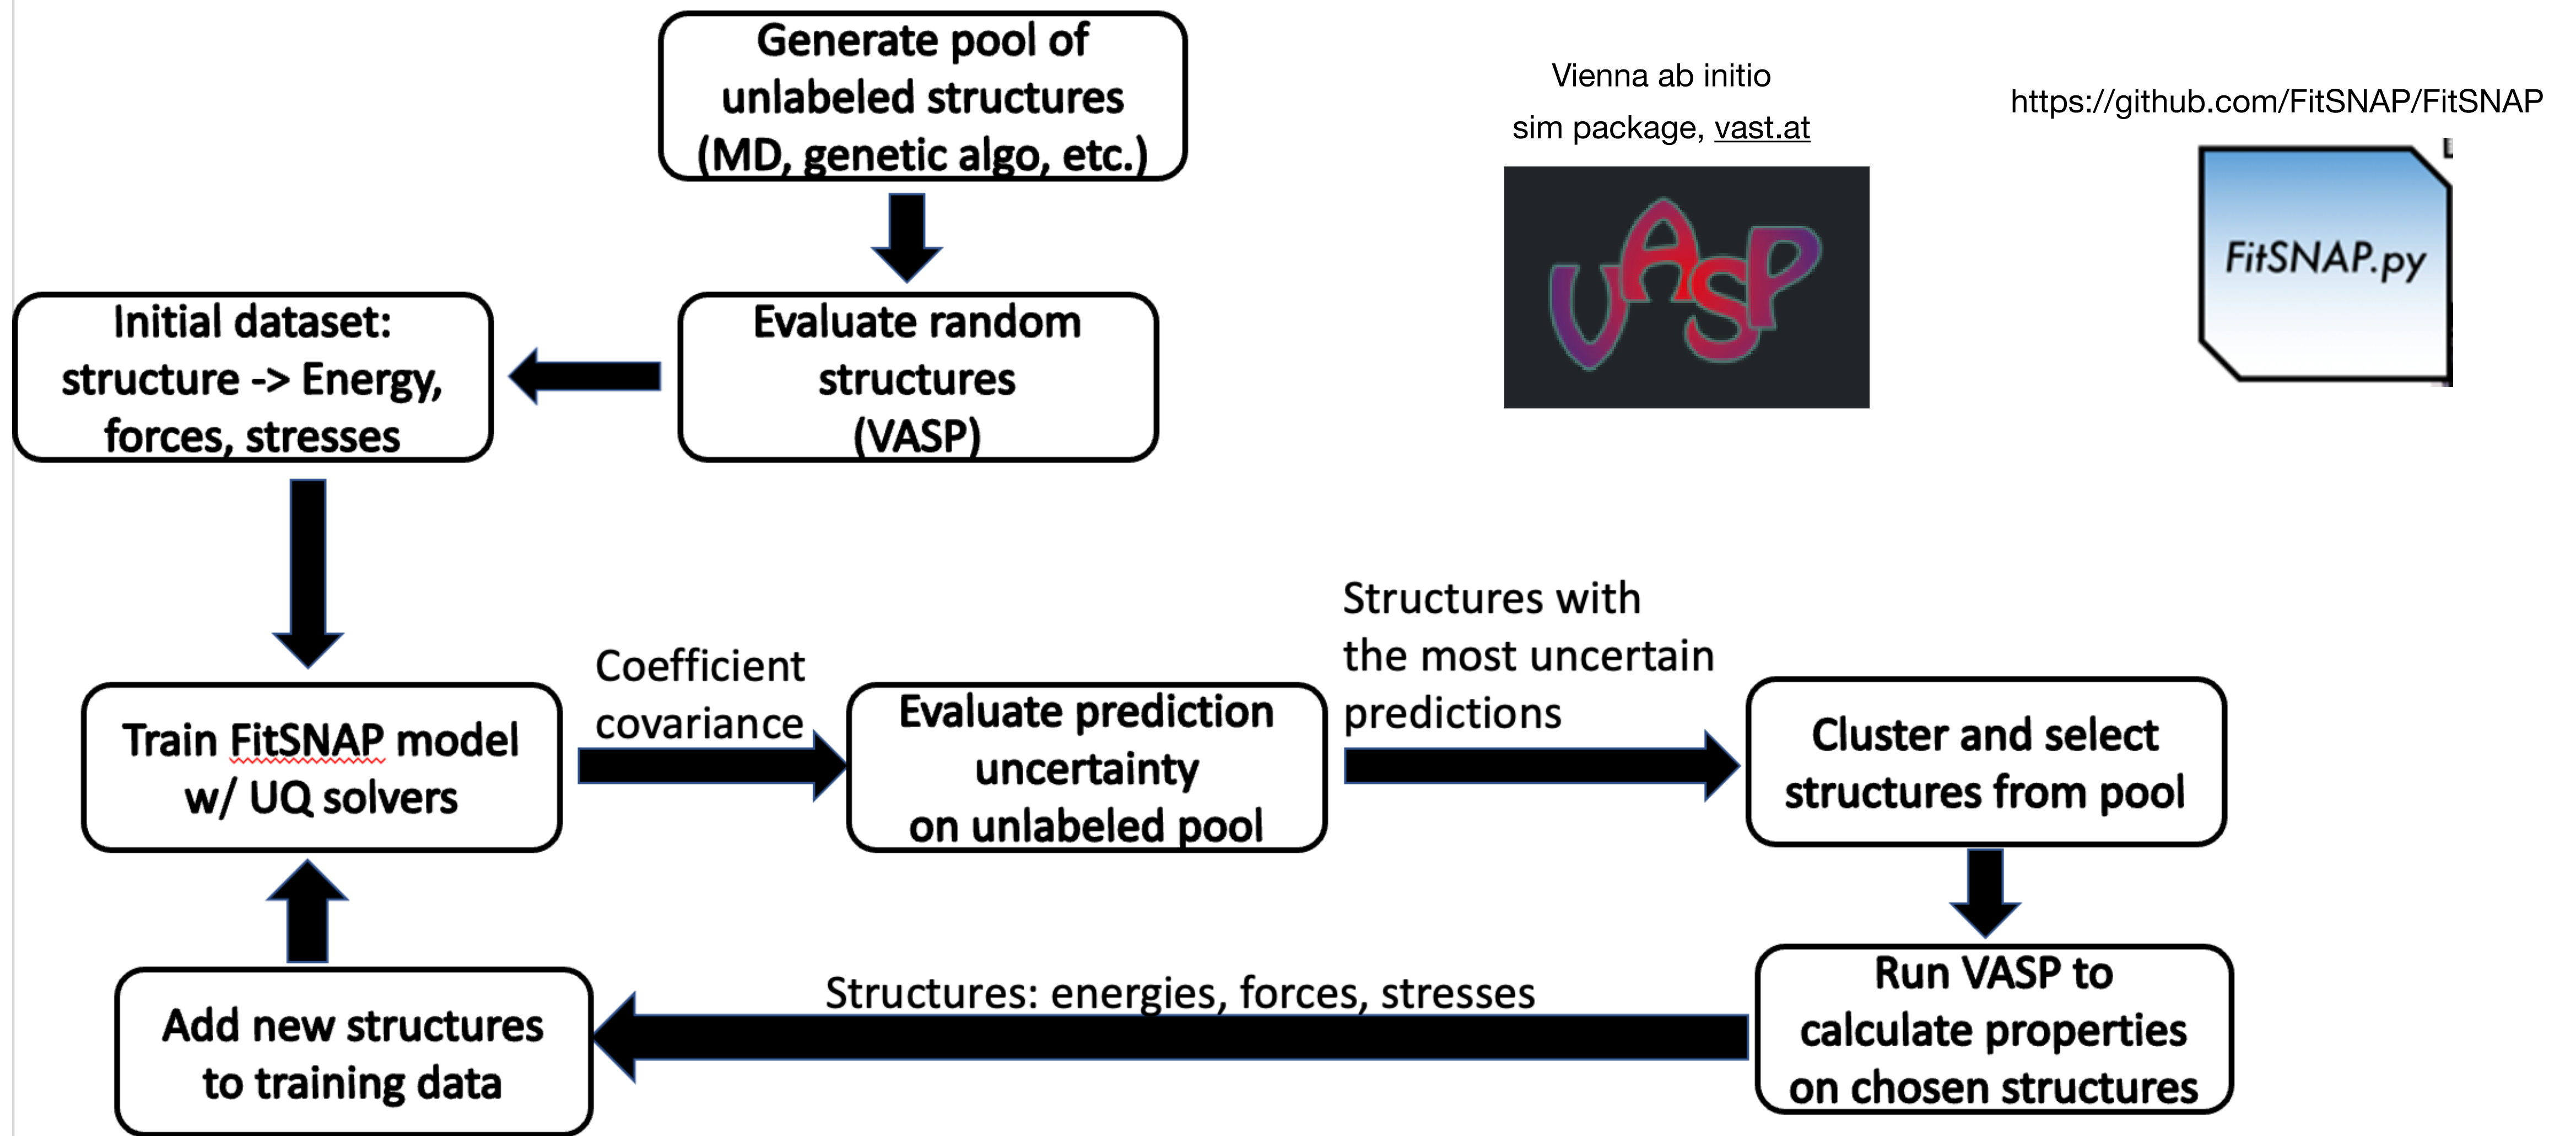 Generate pool of
unlabeled structures
(MD, genetic algo, etc.)
Vienna ab initio
sim package, vast.at
https://github.com/FitSNAP/FitSNAP
VASP
FitSNAP.py
Initial dataset:
structure -> Energy,
forces, stresses
Evaluate random
structures
(VASP)
Train FitSNAP model
w/ UQ solvers
Coefficient
covariance
Evaluate prediction
uncertainty
on unlabeled pool
Structures with
the most uncertain
predictions
Cluster and select
structures from pool
Run VASP to
calculate properties
on chosen structures
Structures: energies, forces, stresses
Add new structures
to training data